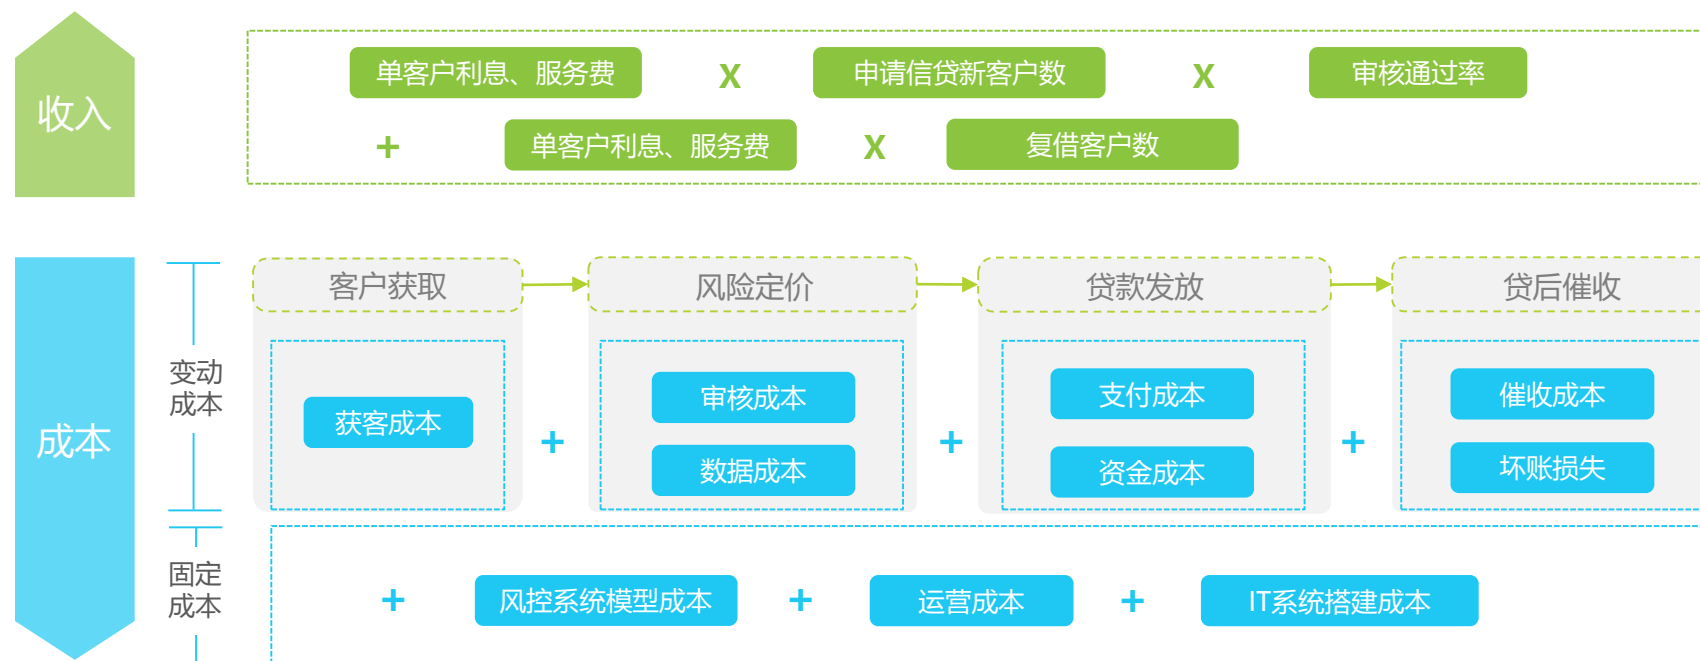 收入
单客户利息、服务费 X 申请信贷新客户数 X 审核通过率
+ 单客户利息、服务费 X 复借客户数
成本
变动
成本
客户获取 风险定价 贷款发放 贷后催收
获客成本 + 审核成本 + 支付成本 + 催收成本
数据成本 资金成本 坏账损失
固定
成本
+ 风控系统模型成本 + 运营成本 + IT系统搭建成本